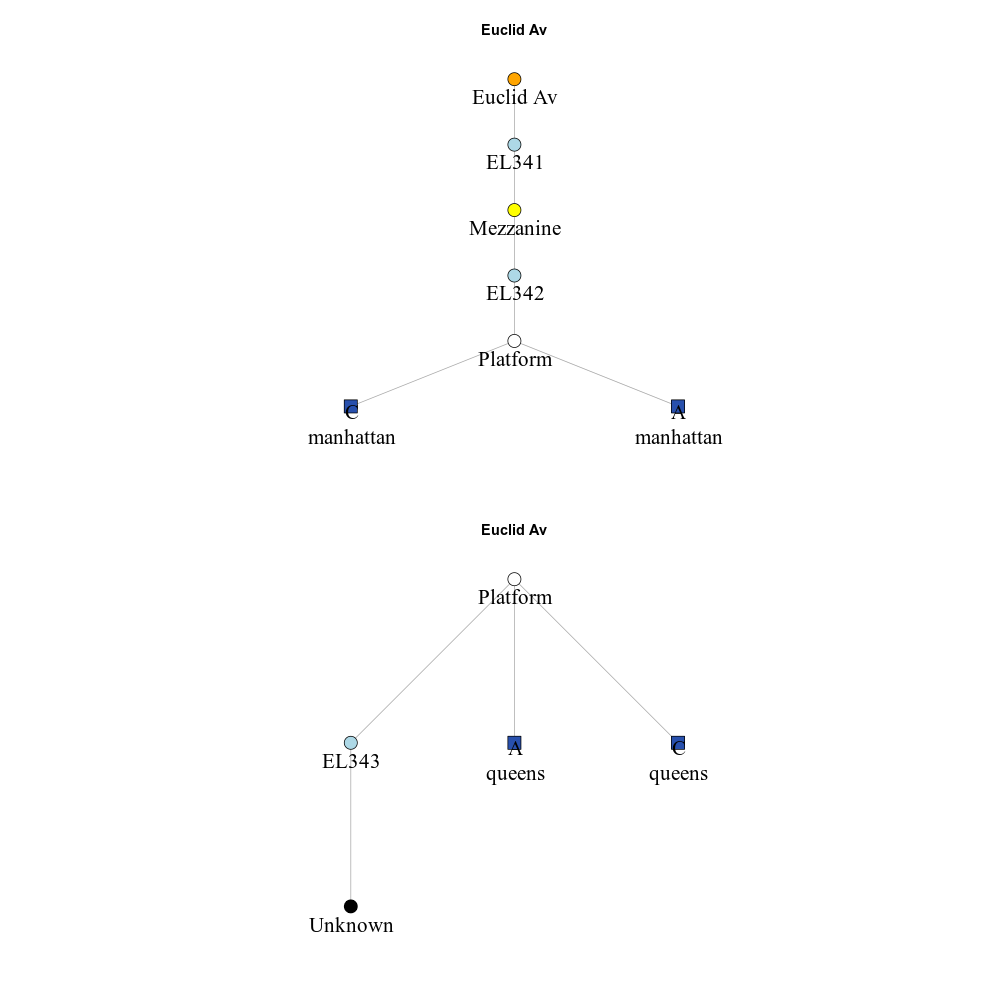 Euclid Av
Euclid Av
EL341
Mezzanine
EL342
Platform
C A
manhattan manhattan
Euclid Av
Platform
A C
EL343 queens queens
Unknown